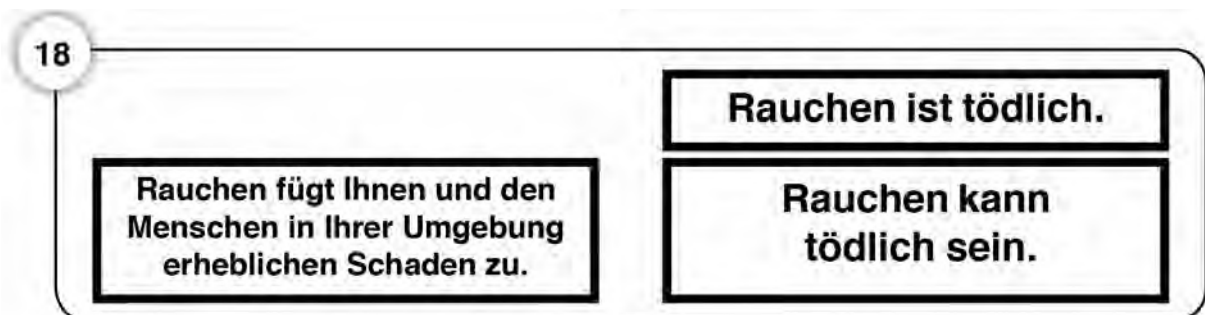 18
Rauchen ist tödlich.
Rauchen fügt Ihnen und den
Menschen in Ihrer Umgebung
erheblichen Schaden zu.
Rauchen kann
tödlich sein.